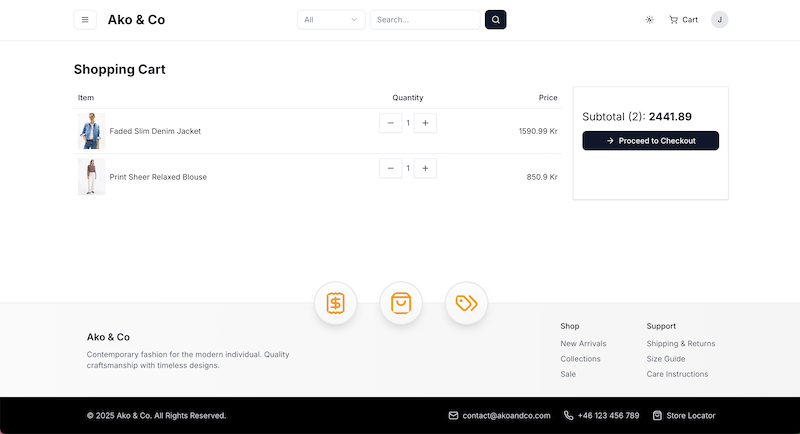 Ako & Co
All
Search...
Cart
J
Shopping Cart
Item Quantity Price
Faded Slim Denim Jacket 1 1590.99 Kr
Print Sheer Relaxed Blouse 1 850.9 Kr
Subtotal (2): 2441.89
Proceed to Checkout
Ako & Co
Contemporary fashion for the modern individual. Quality
craftsmanship with timeless designs.
Shop
New Arrivals
Collections
Sale
Support
Shipping & Returns
Size Guide
Care Instructions
© 2025 Ako & Co. All Rights Reserved.
contact@akoandco.com
+46 123 456 789
Store Locator